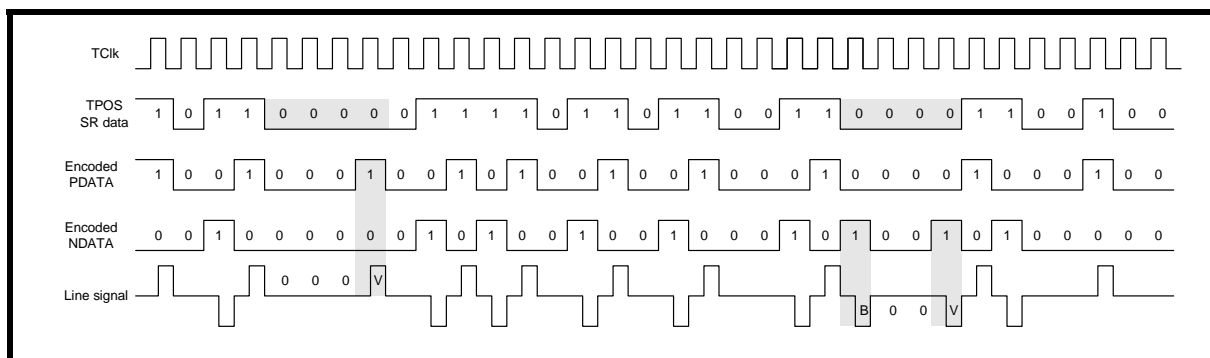 TClk
TPOS
SR data
1 0 1 1 0 0 0 0 0 1 1 1 1 0 1 1 0 1 1 0 0 1 1 0 0 0 0 1 1 0 0 1 0 0
Encoded
PDATA
1 0 0 1 0 0 0 1 0 0 1 0 1 0 0 1 0 0 1 0 0 0 1 0 0 0 0 1 0 0 0 1 0 0
Encoded
NDATA
0 0 1 0 0 0 0 0 0 1 0 1 0 0 1 0 0 1 0 0 0 1 0 1 0 0 1 0 1 0 0 0 0 0
Line signal
0 0 0 V
B 0 0 V